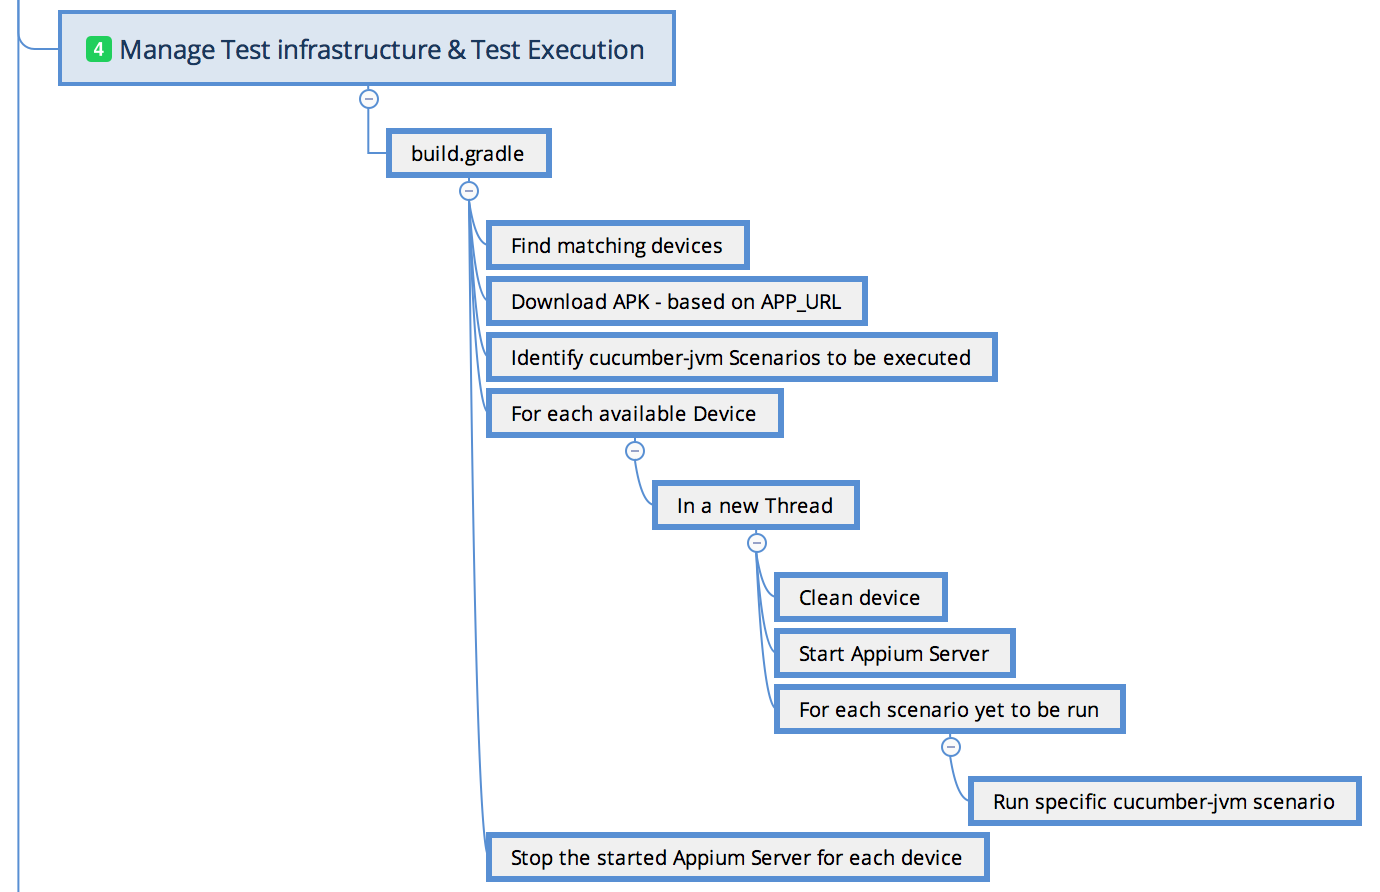 4 Manage Test infrastructure & Test Execution
build.gradle
Find matching devices
Download APK - based on APP_URL
Identify cucumber-jvm Scenarios to be executed
For each available Device
In a new Thread
Clean device
Start Appium Server
For each scenario yet to be run
Run specific cucumber-jvm scenario
Stop the started Appium Server for each device